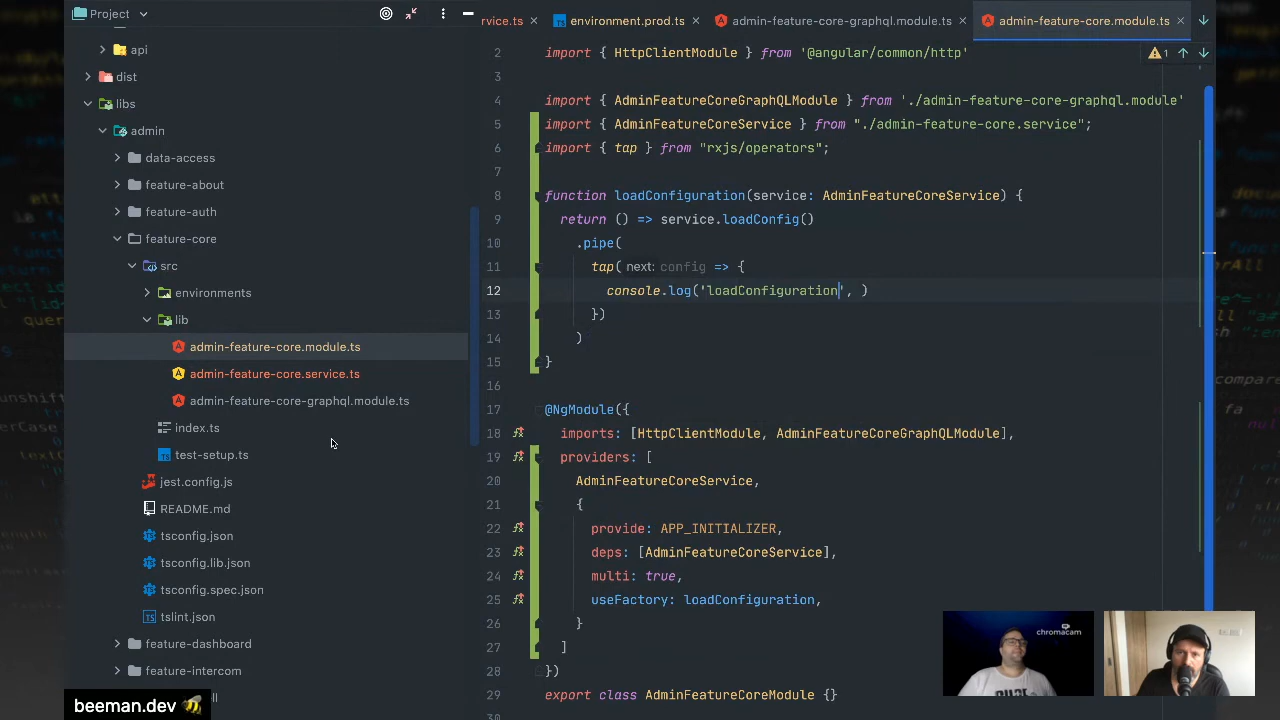 Project
api
dist
libs
admin
data-access
feature-about
feature-auth
feature-core
src
environments
lib
admin-feature-core.module.ts
admin-feature-core.service.ts
admin-feature-core-graphql.module.ts
index.ts
test-setup.ts
jest.config.js
README.md
tsconfig.json
tsconfig.lib.json
tsconfig.spec.json
tslint.json
feature-dashboard
feature-intercom
beeman.dev
rvice.ts
environment.prod.ts
admin-feature-core-graphql.module.ts
admin-feature-core.module.ts
1
2 import { HttpClientModule } from '@angular/common/http'
3
4 import { AdminFeatureCoreGraphQLModule } from './admin-feature-core-graphql.module'
5 import { AdminFeatureCoreService } from "./admin-feature-core.service";
6 import { tap } from "rxjs/operators";
7
8 function loadConfiguration(service: AdminFeatureCoreService) {
9 return () => service.loadConfig()
10 .pipe(
11 tap( next: config => {
12 console.log('loadConfiguration', )
13 })
14 )
15 }
16
17 @NgModule({
18 imports: [HttpClientModule, AdminFeatureCoreGraphQLModule],
19 providers: [
20 AdminFeatureCoreService,
21 {
22 provide: APP_INITIALIZER,
23 deps: [AdminFeatureCoreService],
24 multi: true,
25 useFactory: loadConfiguration,
26 }
27 ]
28 })
29 export class AdminFeatureCoreModule {}
30
chromacam